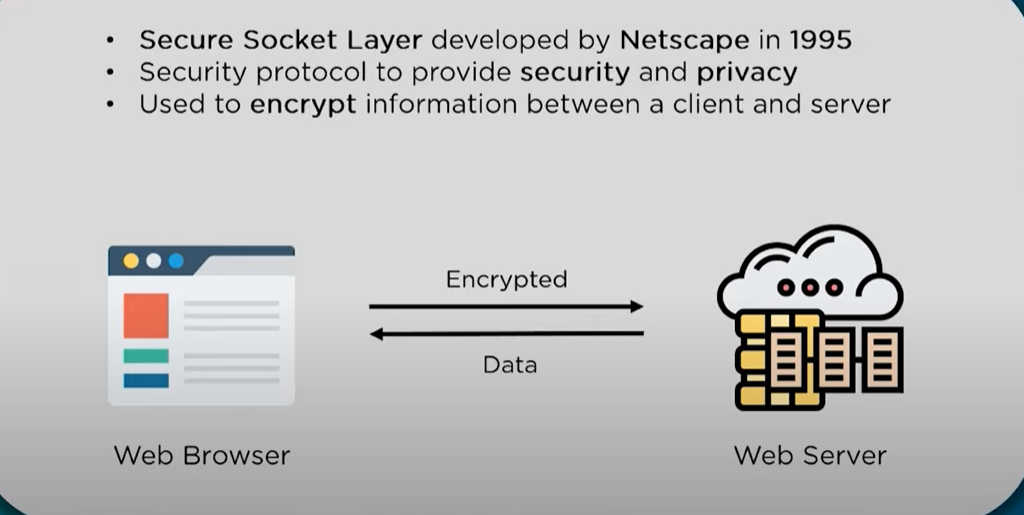 • Secure Socket Layer developed by Netscape in 1995
• Security protocol to provide security and privacy
• Used to encrypt information between a client and server
Encrypted
Data
Web Browser
Web Server